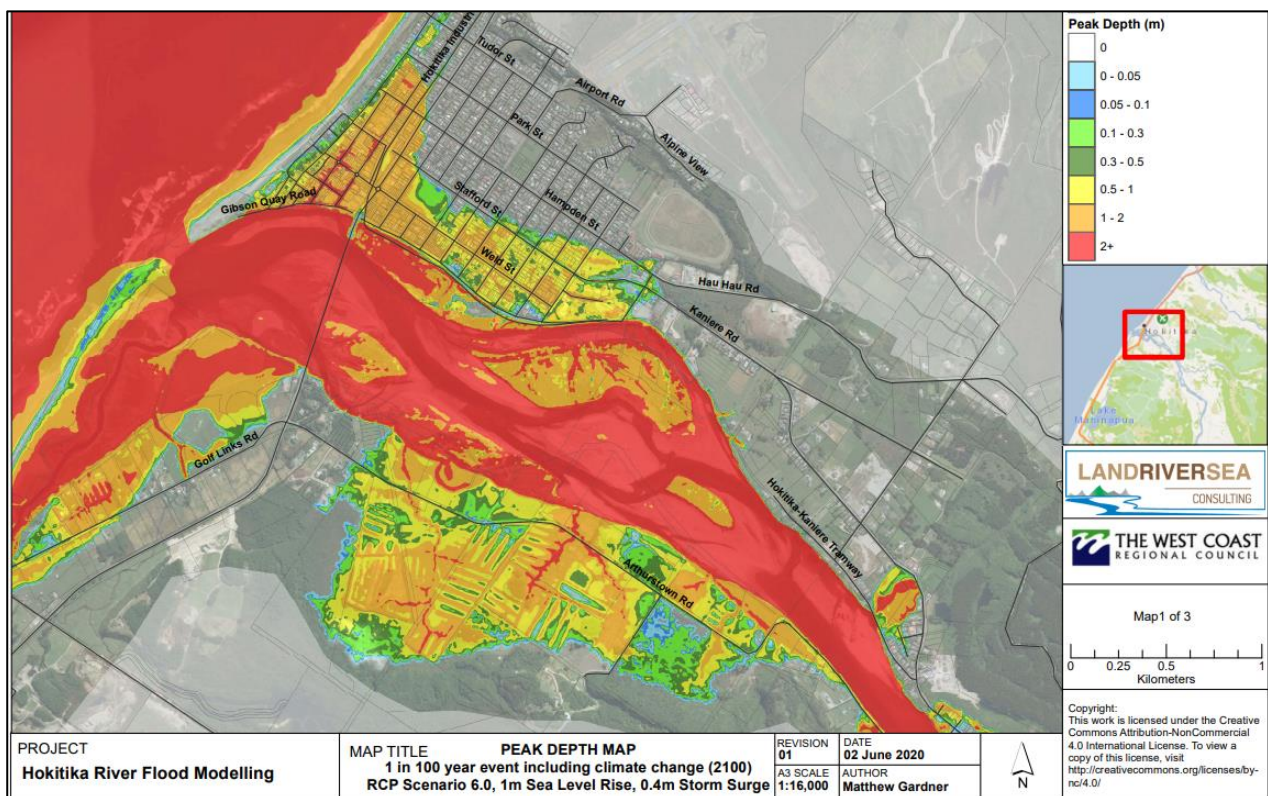 Tudor St
Hokitika Indust
Airport Rd
Park St
Alpine View
Gibson Quay Road
Stafford St
Hampden St
Weld St
Hau Hau Rd
Kaniere Rd
Golf Links Rd
Hokitika-Kaniere Tramway
Arthurstown Rd
Peak Depth (m)
0
0 - 0.05
0.05 - 0.1
0.1 - 0.3
0.3 - 0.5
0.5 - 1
1 - 2
2+
Hokitika
Lake
Mahinapua
LANDRIVERSEA
CONSULTING
THE WEST COAST
REGIONAL COUNCIL
Map1 of 3
0 0.25 0.5 1
Kilometers
Copyright:
This work is licensed under the Creative
Commons Attribution-NonCommercial
4.0 International License. To view a
copy of this license, visit
http://creativecommons.org/licenses/by-
nc/4.0/
PROJECT
Hokitika River Flood Modelling
MAP TITLE PEAK DEPTH MAP
1 in 100 year event including climate change (2100)
RCP Scenario 6.0, 1m Sea Level Rise, 0.4m Storm Surge
REVISION
01
DATE
02 June 2020
A3 SCALE
1:16,000
AUTHOR
Matthew Gardner
N